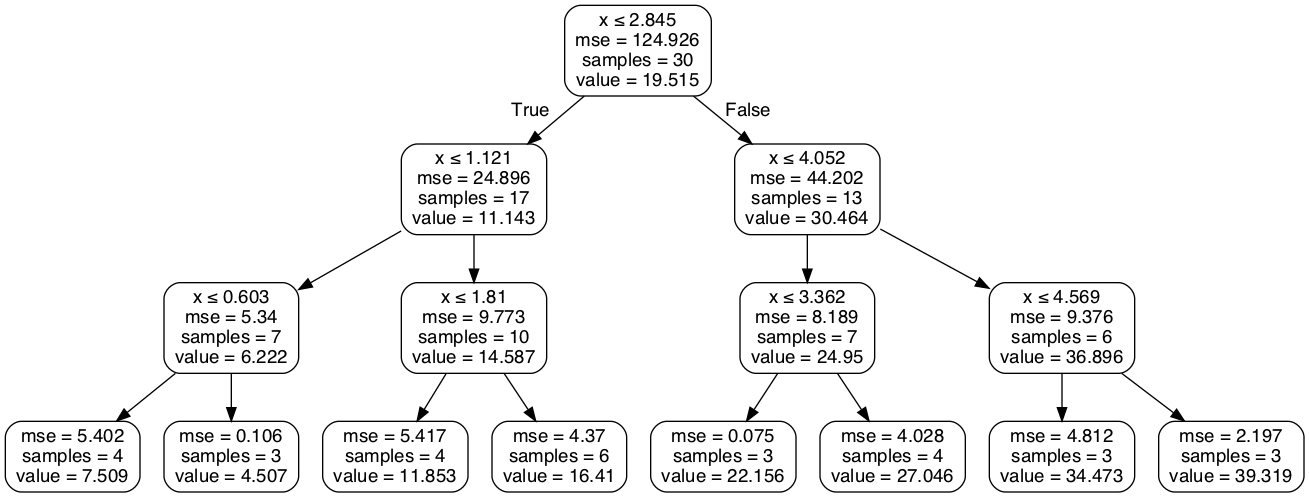 x ≤ 2.845
mse = 124.926
samples = 30
value = 19.515
True
False
x ≤ 1.121
mse = 24.896
samples = 17
value = 11.143
x ≤ 4.052
mse = 44.202
samples = 13
value = 30.464
x ≤ 0.603
mse = 5.34
samples = 7
value = 6.222
x ≤ 1.81
mse = 9.773
samples = 10
value = 14.587
x ≤ 3.362
mse = 8.189
samples = 7
value = 24.95
x ≤ 4.569
mse = 9.376
samples = 6
value = 36.896
mse = 5.402
samples = 4
value = 7.509
mse = 0.106
samples = 3
value = 4.507
mse = 5.417
samples = 4
value = 11.853
mse = 4.37
samples = 6
value = 16.41
mse = 0.075
samples = 3
value = 22.156
mse = 4.028
samples = 4
value = 27.046
mse = 4.812
samples = 3
value = 34.473
mse = 2.197
samples = 3
value = 39.319